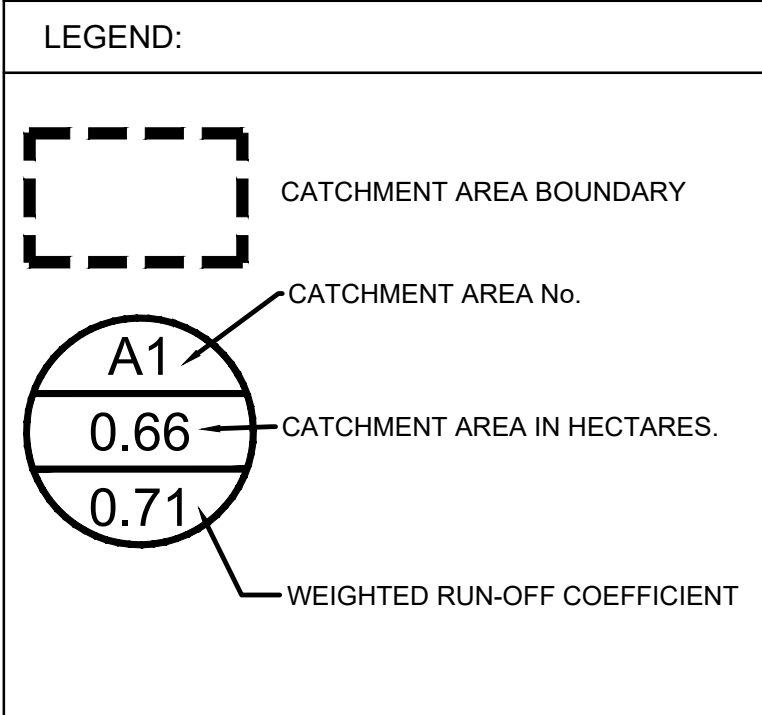 LEGEND:
CATCHMENT AREA BOUNDARY
CATCHMENT AREA No.
A1
0.66
CATCHMENT AREA IN HECTARES.
0.71
WEIGHTED RUN-OFF COEFFICIENT